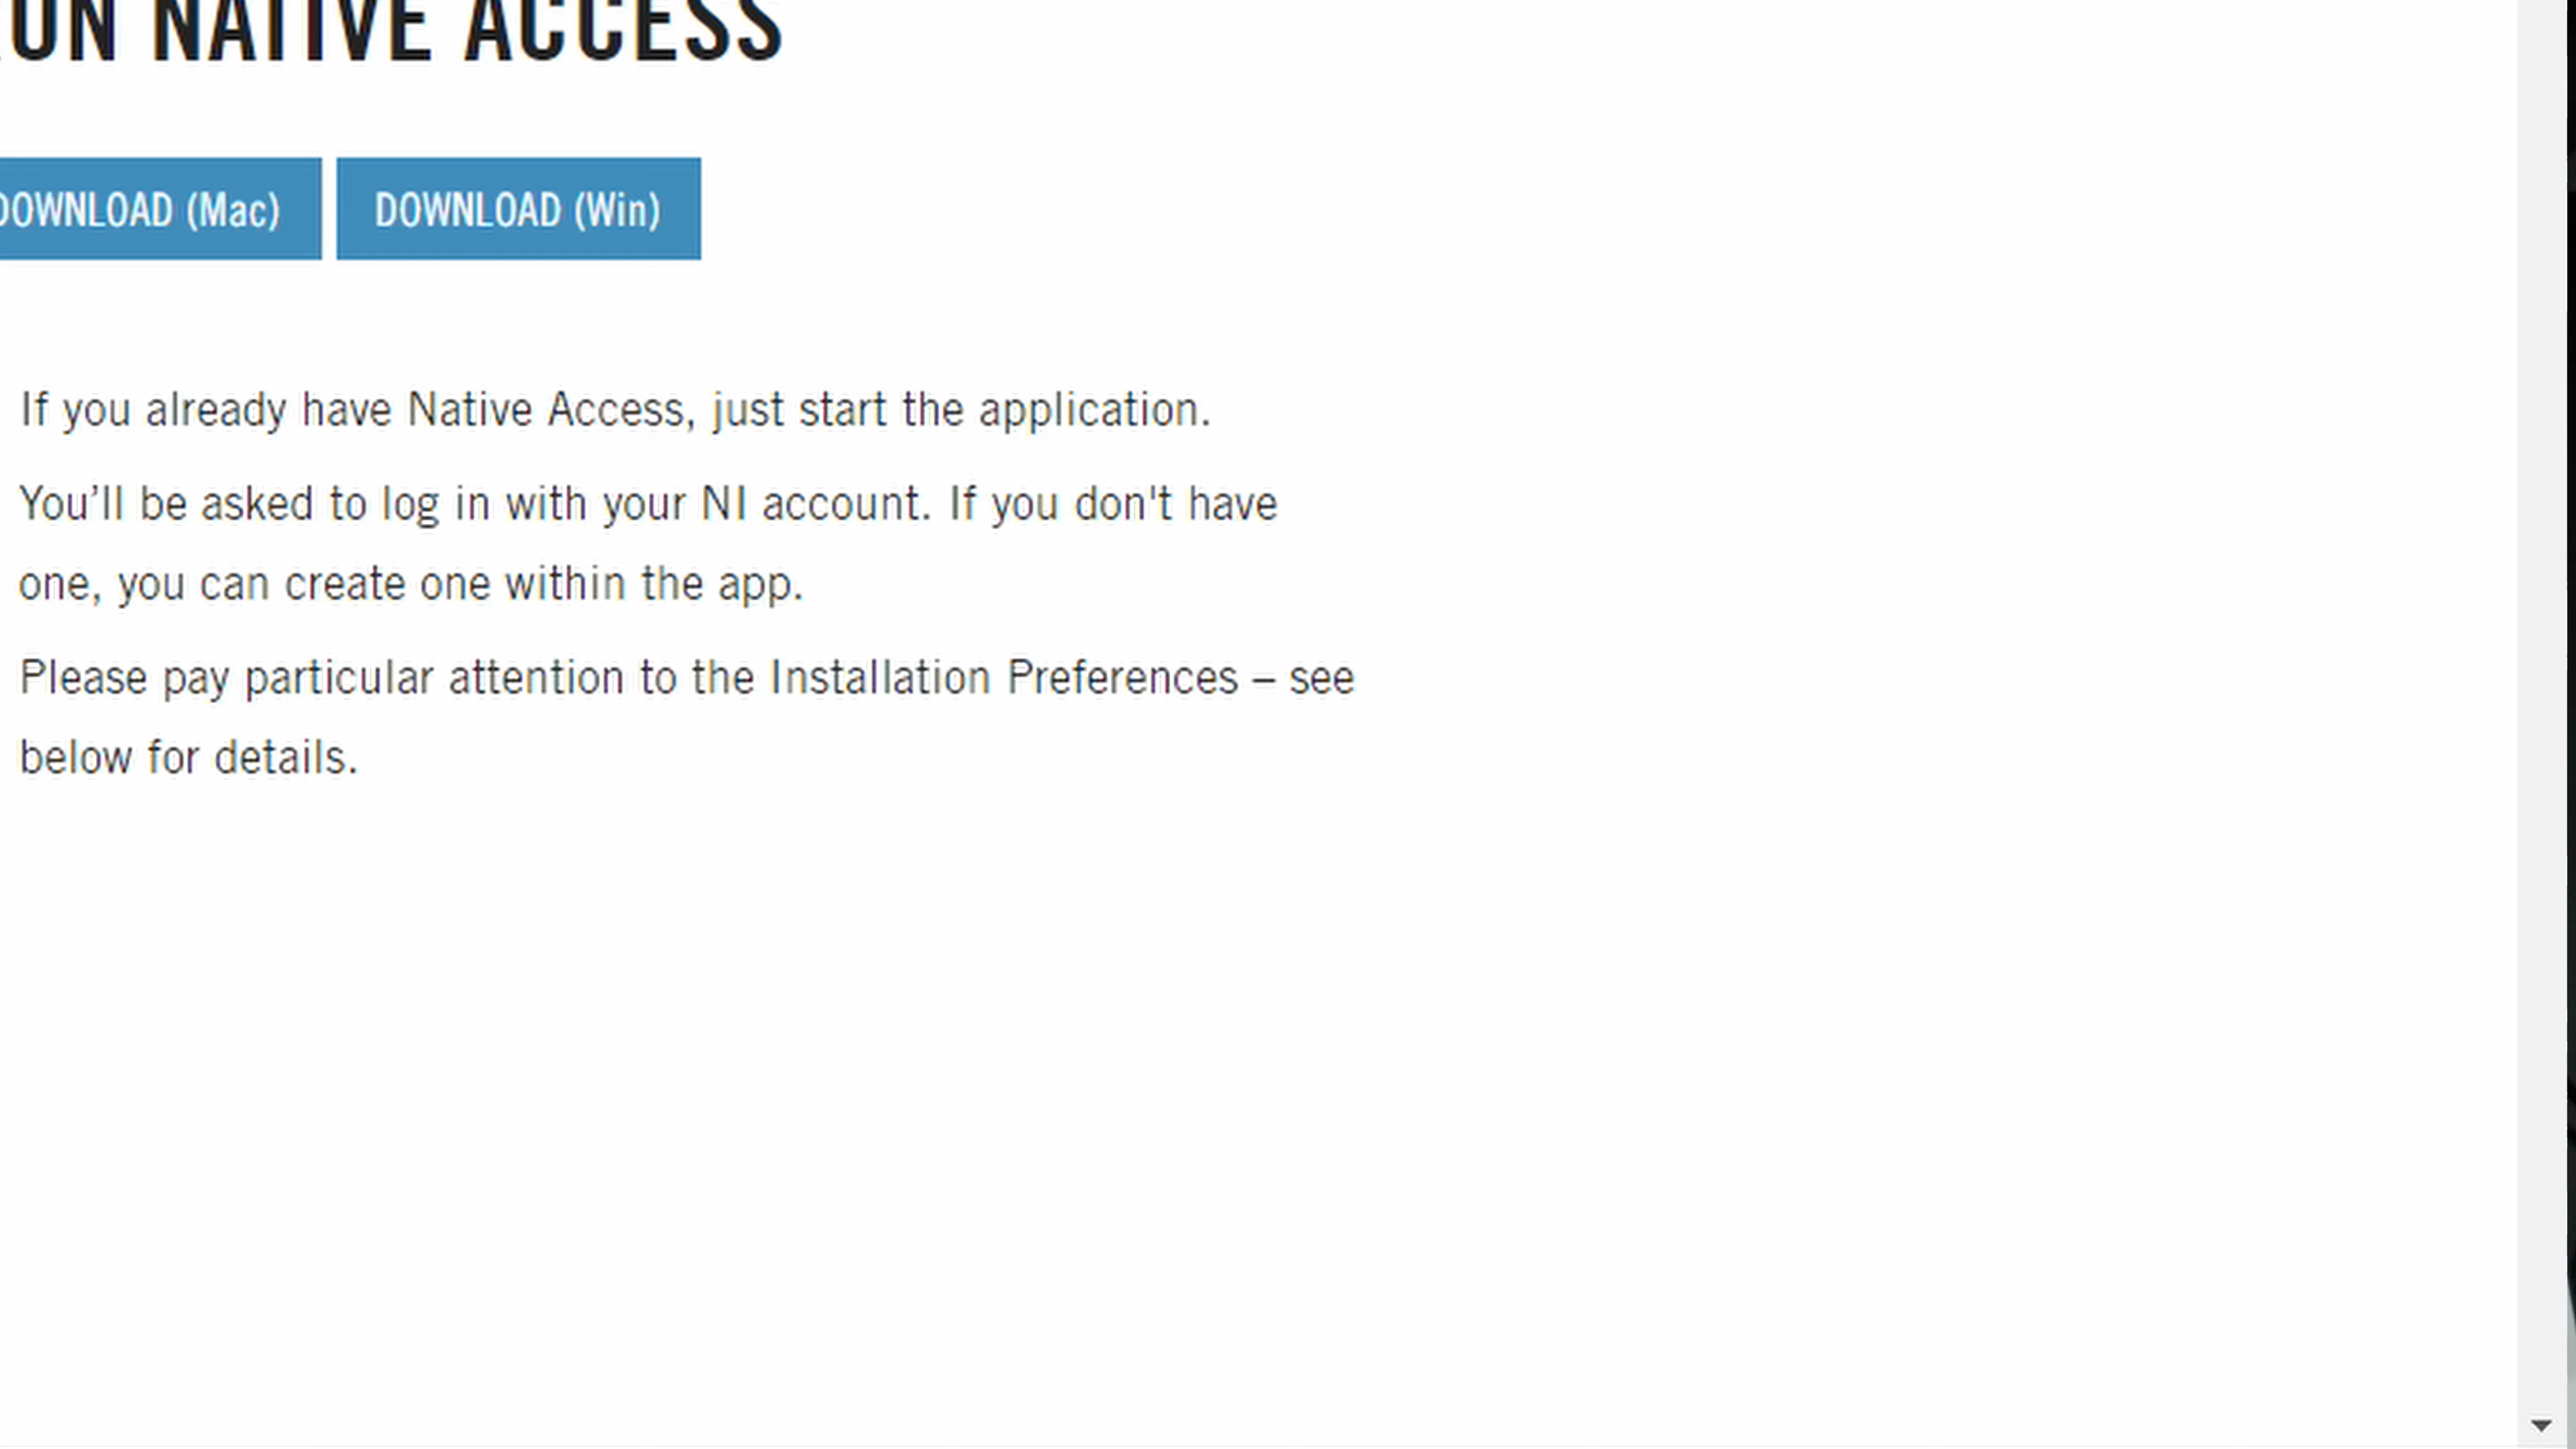 RUN NATIVE ACCESS
DOWNLOAD (Mac) DOWNLOAD (Win)
If you already have Native Access, just start the application.
You’ll be asked to log in with your NI account. If you don't have
one, you can create one within the app.
Please pay particular attention to the Installation Preferences – see
below for details.